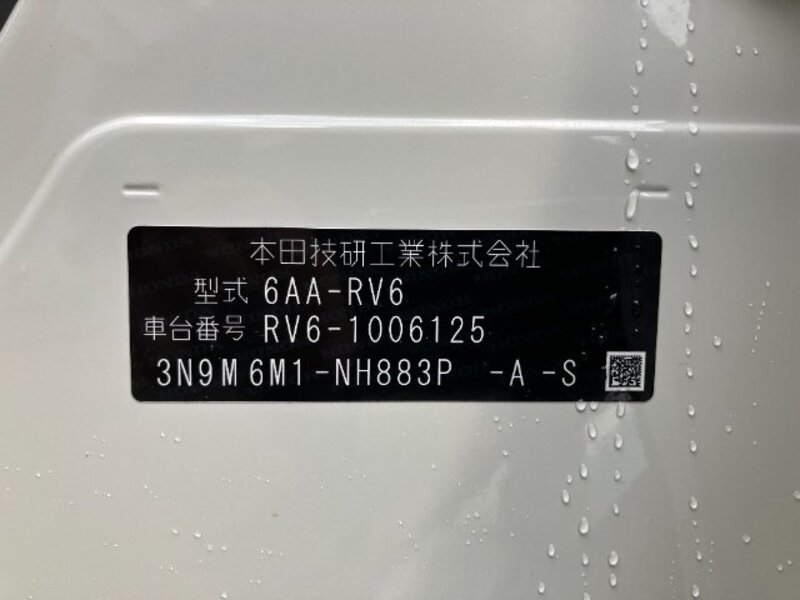 本田技研工業株式会社
型式 6AA-RV6
車台番号 RV6-1006125
3N9M6M1-NH883P -A-S